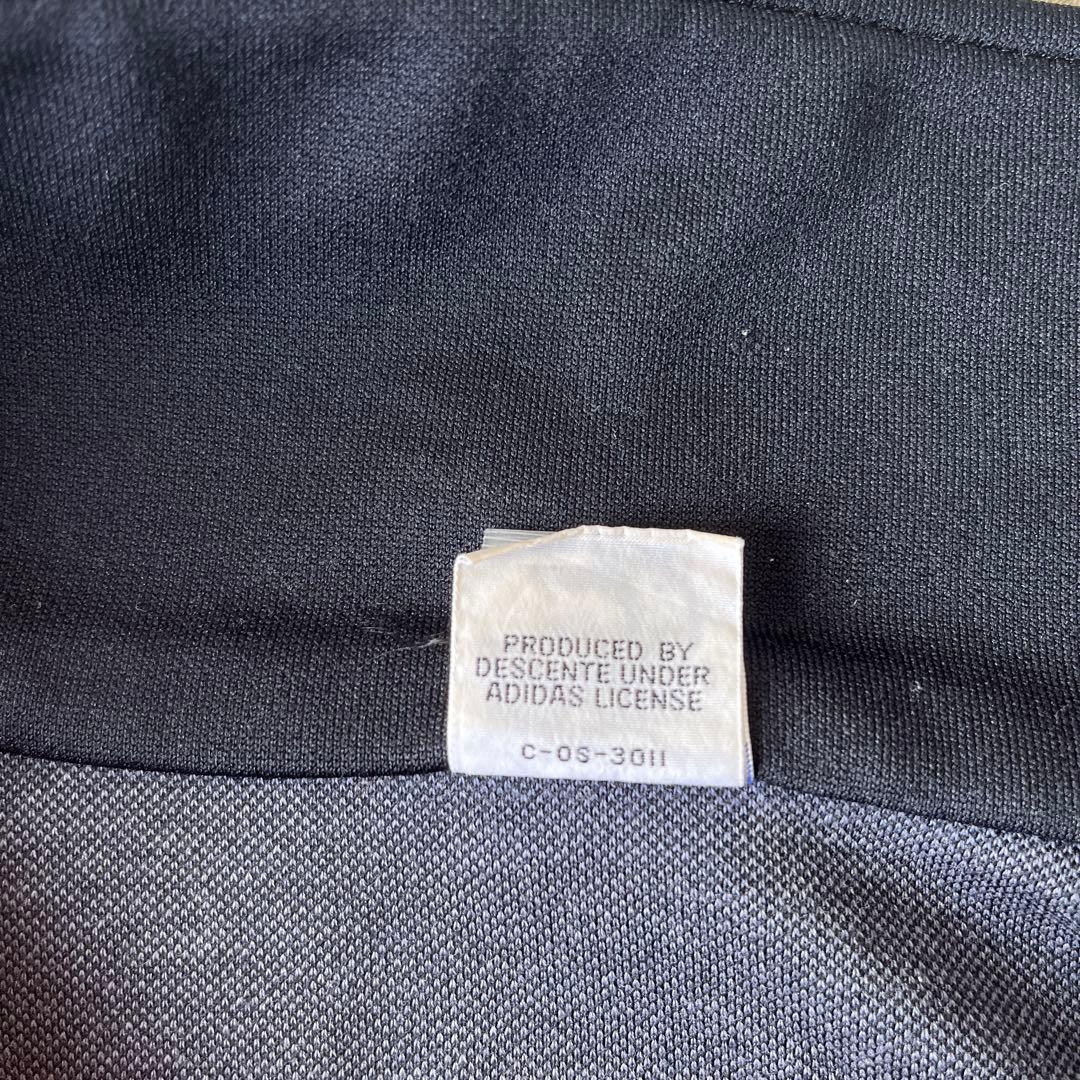 PRODUCED BY
DESCENTE UNDER
ADIDAS LICENSE
C-OS-3011